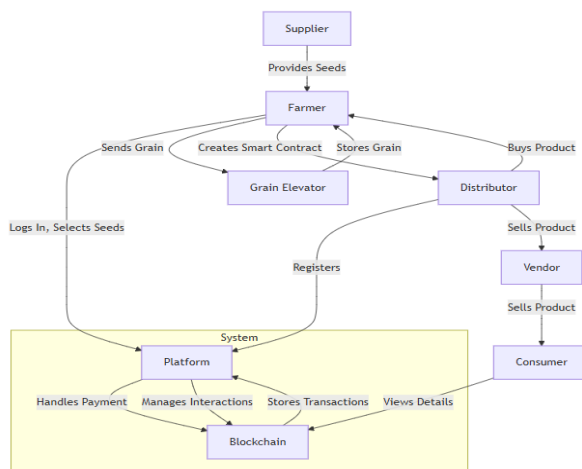 Supplier
Provides Seeds
Farmer
Sends Grain
Creates Smart Contract
Stores Grain
Buys Product
Grain Elevator
Distributor
Logs In, Selects Seeds
Sells Product
Registers
Vendor
Sells Product
System
Platform
Consumer
Handles Payment
Manages Interactions
Stores Transactions
Views Details
Blockchain